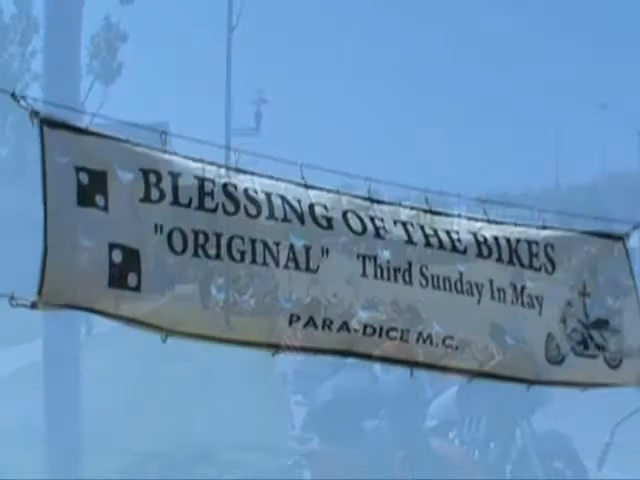 BLESSING OF THE BIKES
"ORIGINAL" Third Sunday In May
PARA-DICE M.C.